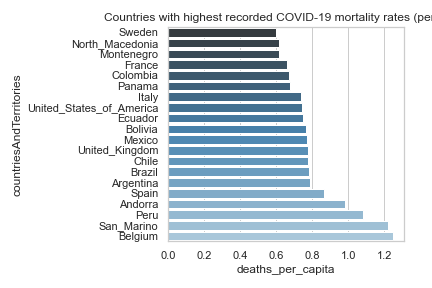 Countries with highest recorded COVID-19 mortality rates (per
Sweden
North_Macedonia
Montenegro
France
Colombia
Panama
Italy
United_States_of_America
Ecuador
Bolivia
Mexico
United_Kingdom
Chile
Brazil
Argentina
Spain
Andorra
Peru
San_Marino
Belgium
countriesAndTerritories
0.0 0.2 0.4 0.6 0.8 1.0 1.2
deaths_per_capita